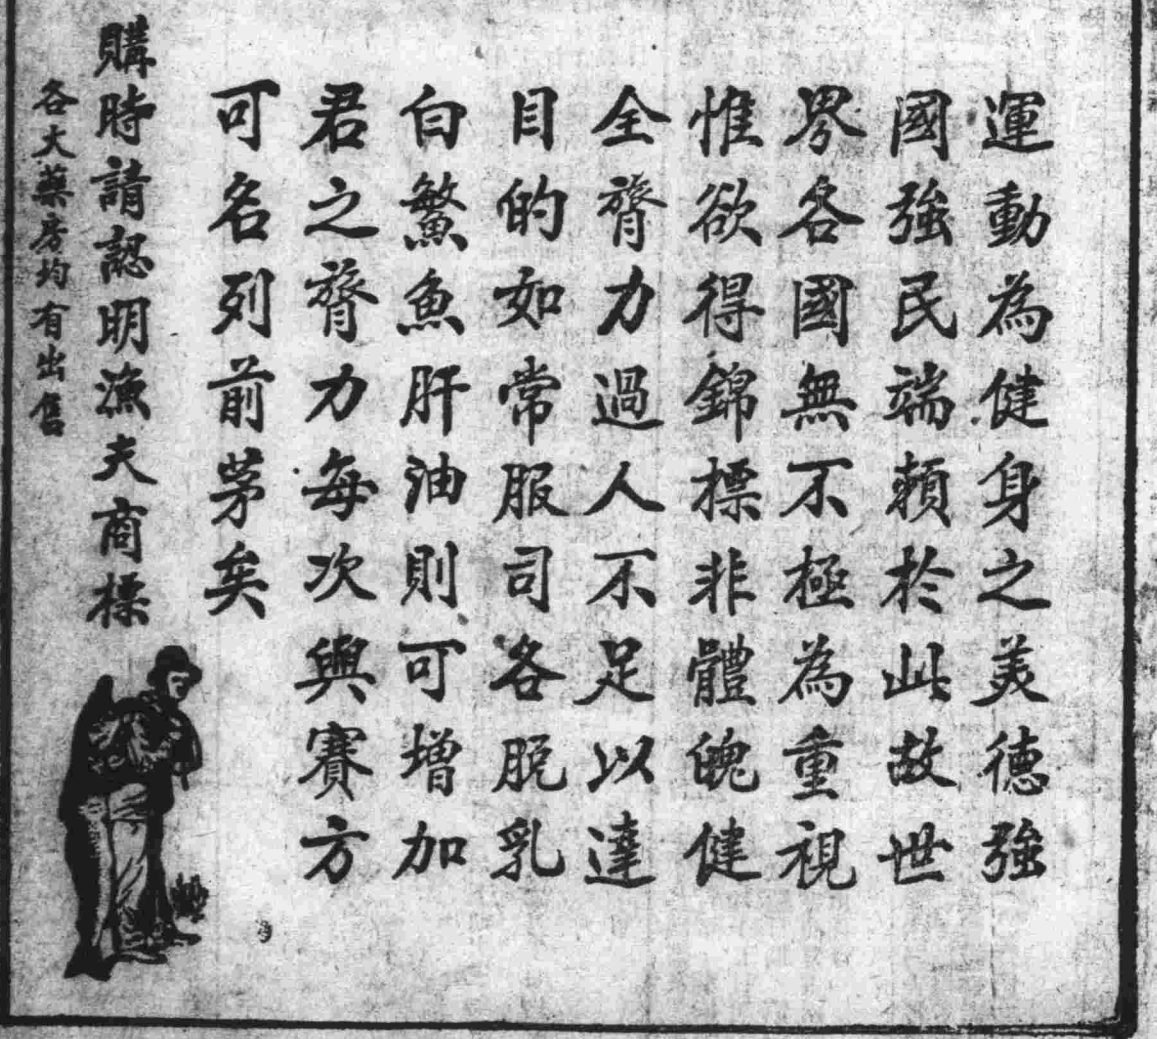 運動為健身之美德強
國強民端賴於此故世
界各國無不極為重視
惟欲得錦標非體魄健
全膂力過人不足以達
目的如常服司各脫乳
白鰵魚肝油則可增加
君之膂力每次與賽方
可名列前茅矣
購時請認明漁夫商標
各大藥房均有出售